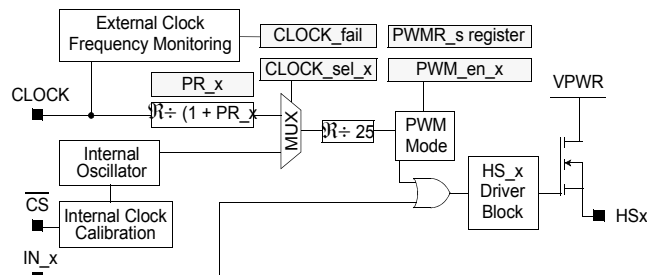 External Clock
Frequency Monitoring
CLOCK_fail
PWMR_s register
PR_x
CLOCK_sel_x
PWM_en_x
VPWR
CLOCK
ℜ÷ (1 + PR_x
MUX
ℜ÷ 25
PWM
Mode
Internal
Oscillator
HS_x
Driver
Block
CS
Internal Clock
Calibration
HSx
IN_x